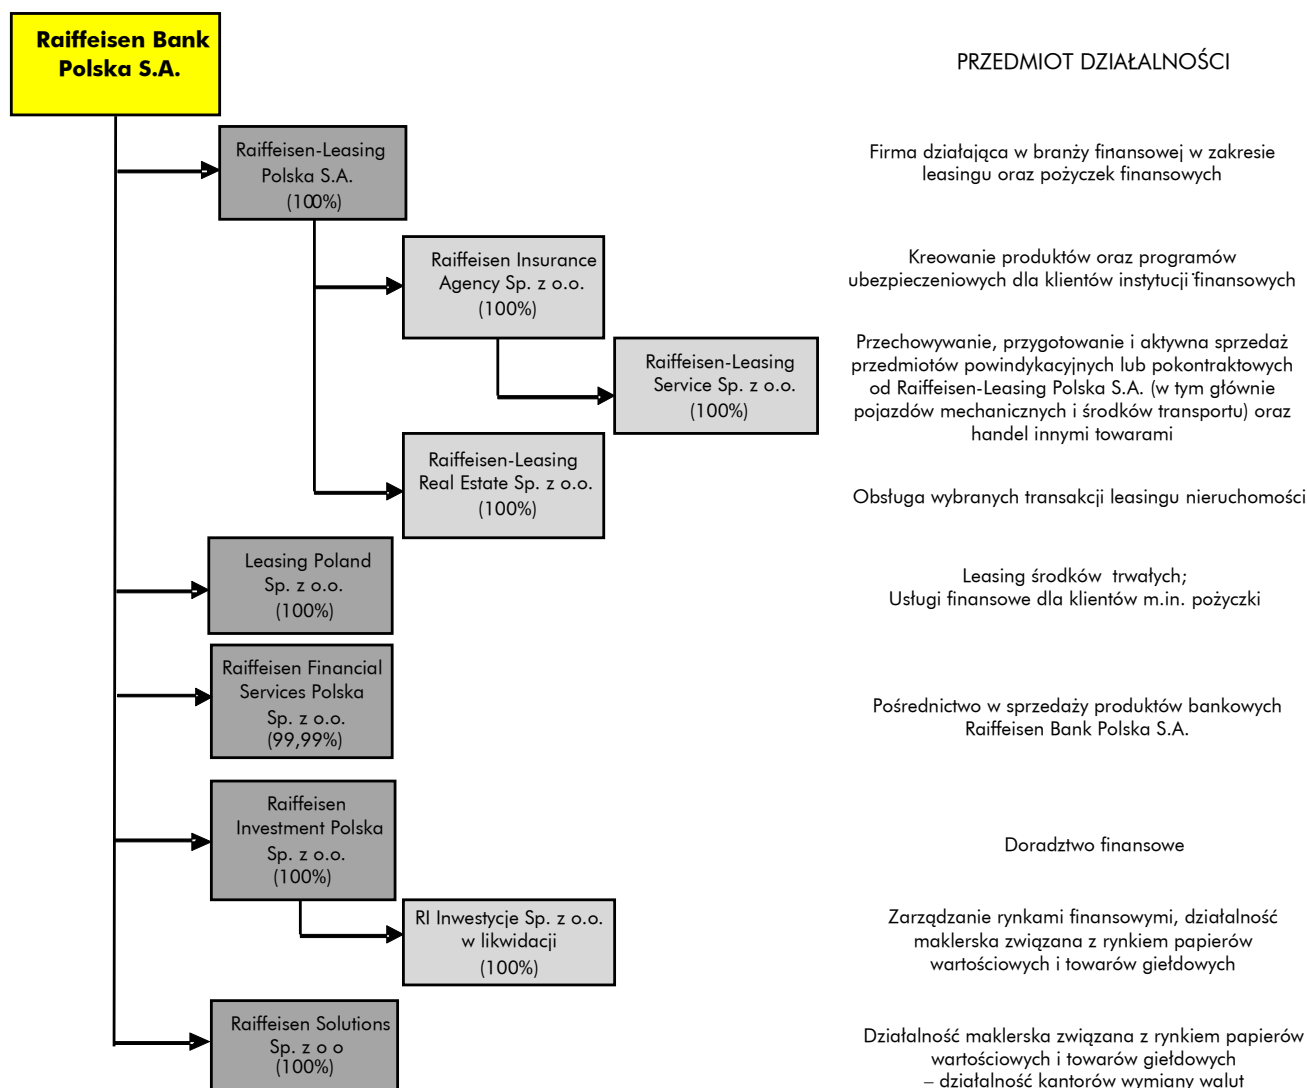 Raiffeisen Bank
Polska S.A.
PRZEDMIOT DZIAŁALNOŚCI
Raiffeisen-Leasing
Polska S.A.
(100%)
Firma działająca w branży finansowej w zakresie
leasingu oraz pożyczek finansowych
Raiffeisen Insurance
Agency Sp. z o.o.
(100%)
Kreowanie produktów oraz programów
ubezpieczeniowych dla klientów instytucji finansowych
Raiffeisen-Leasing
Service Sp. z o.o.
(100%)
Przechowywanie, przygotowanie i aktywna sprzedaż
przedmiotów powindykacyjnych lub pokontraktowych
od Raiffeisen-Leasing Polska S.A. (w tym głównie
pojazdów mechanicznych i środków transportu) oraz
handel innymi towarami
Raiffeisen-Leasing
Real Estate Sp. z o.o.
(100%)
Obsługa wybranych transakcji leasingu nieruchomości
Leasing Poland
Sp. z o.o.
(100%)
Leasing środków trwałych;
Usługi finansowe dla klientów m.in. pożyczki
Raiffeisen Financial
Services Polska
Sp. z o.o.
(99,99%)
Pośrednictwo w sprzedaży produktów bankowych
Raiffeisen Bank Polska S.A.
Raiffeisen
Investment Polska
Sp. z o.o.
(100%)
Doradztwo finansowe
RI Inwestycje Sp. z o.o.
w likwidacji
(100%)
Zarządzanie rynkami finansowymi, działalność
maklerska związana z rynkiem papierów
wartościowych i towarów giełdowych
Raiffeisen Solutions
Sp. z o o
(100%)
Działalność maklerska związana z rynkiem papierów
wartościowych i towarów giełdowych
– działalność kantorów wymiany walut